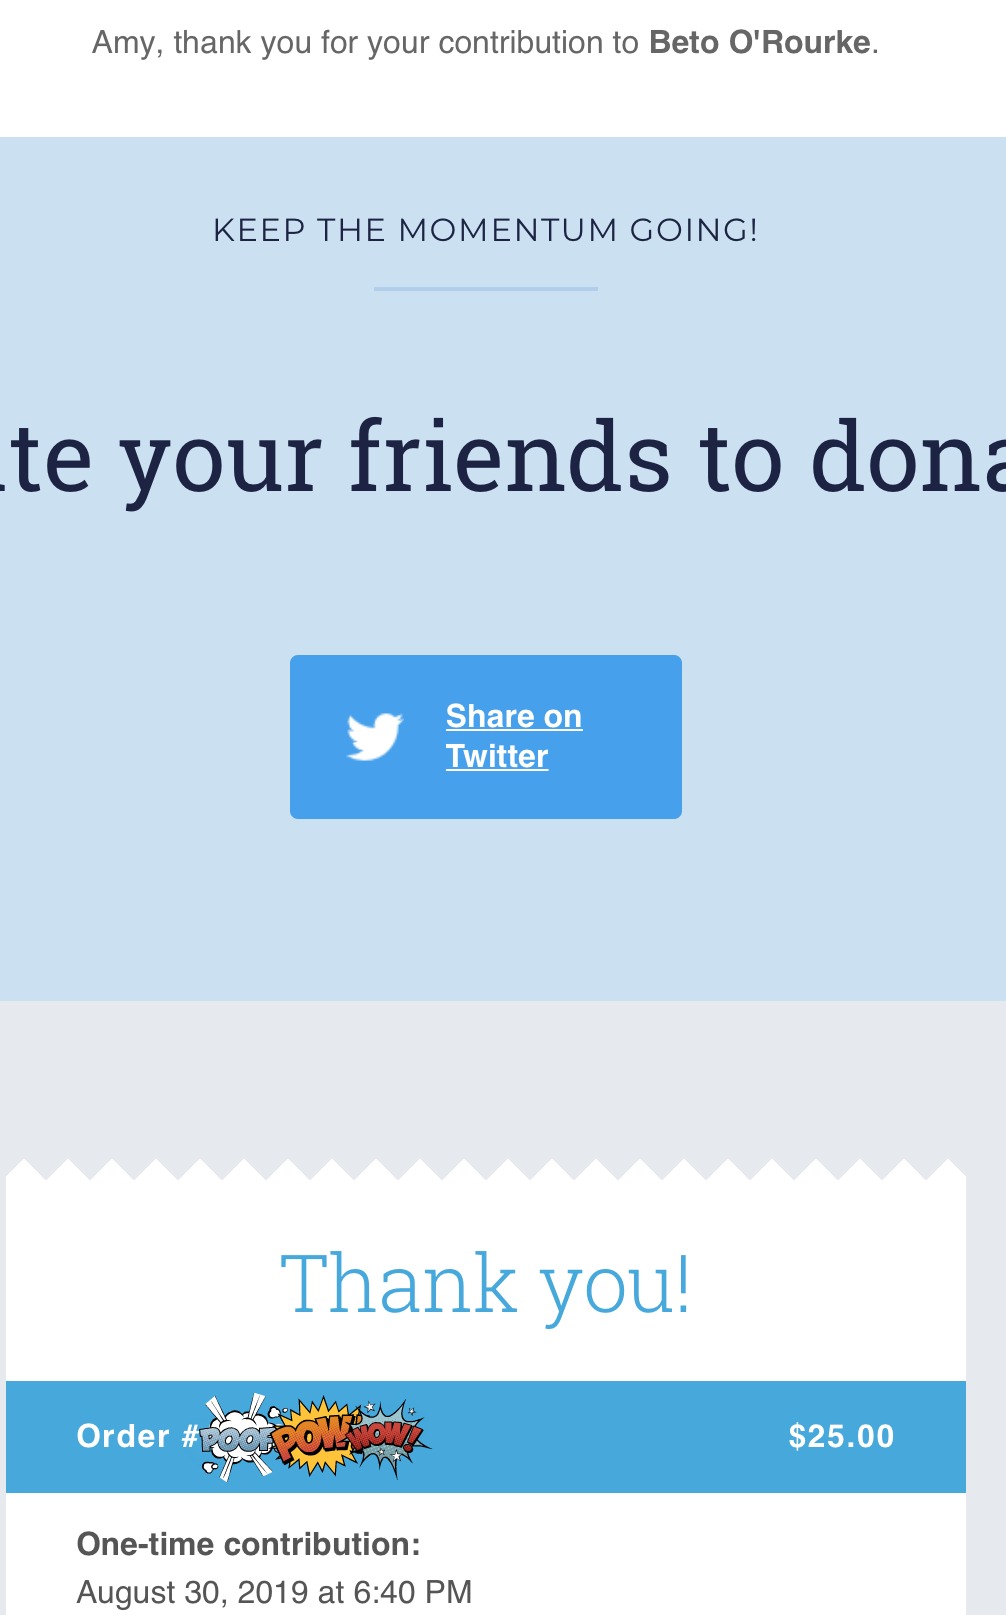 Amy, thank you for your contribution to Beto O'Rourke.
KEEP THE MOMENTUM GOING!
te your friends to dona
Share on
Twitter
Thank you!
Order # POOF POW WOW! $25.00
One-time contribution:
August 30, 2019 at 6:40 PM